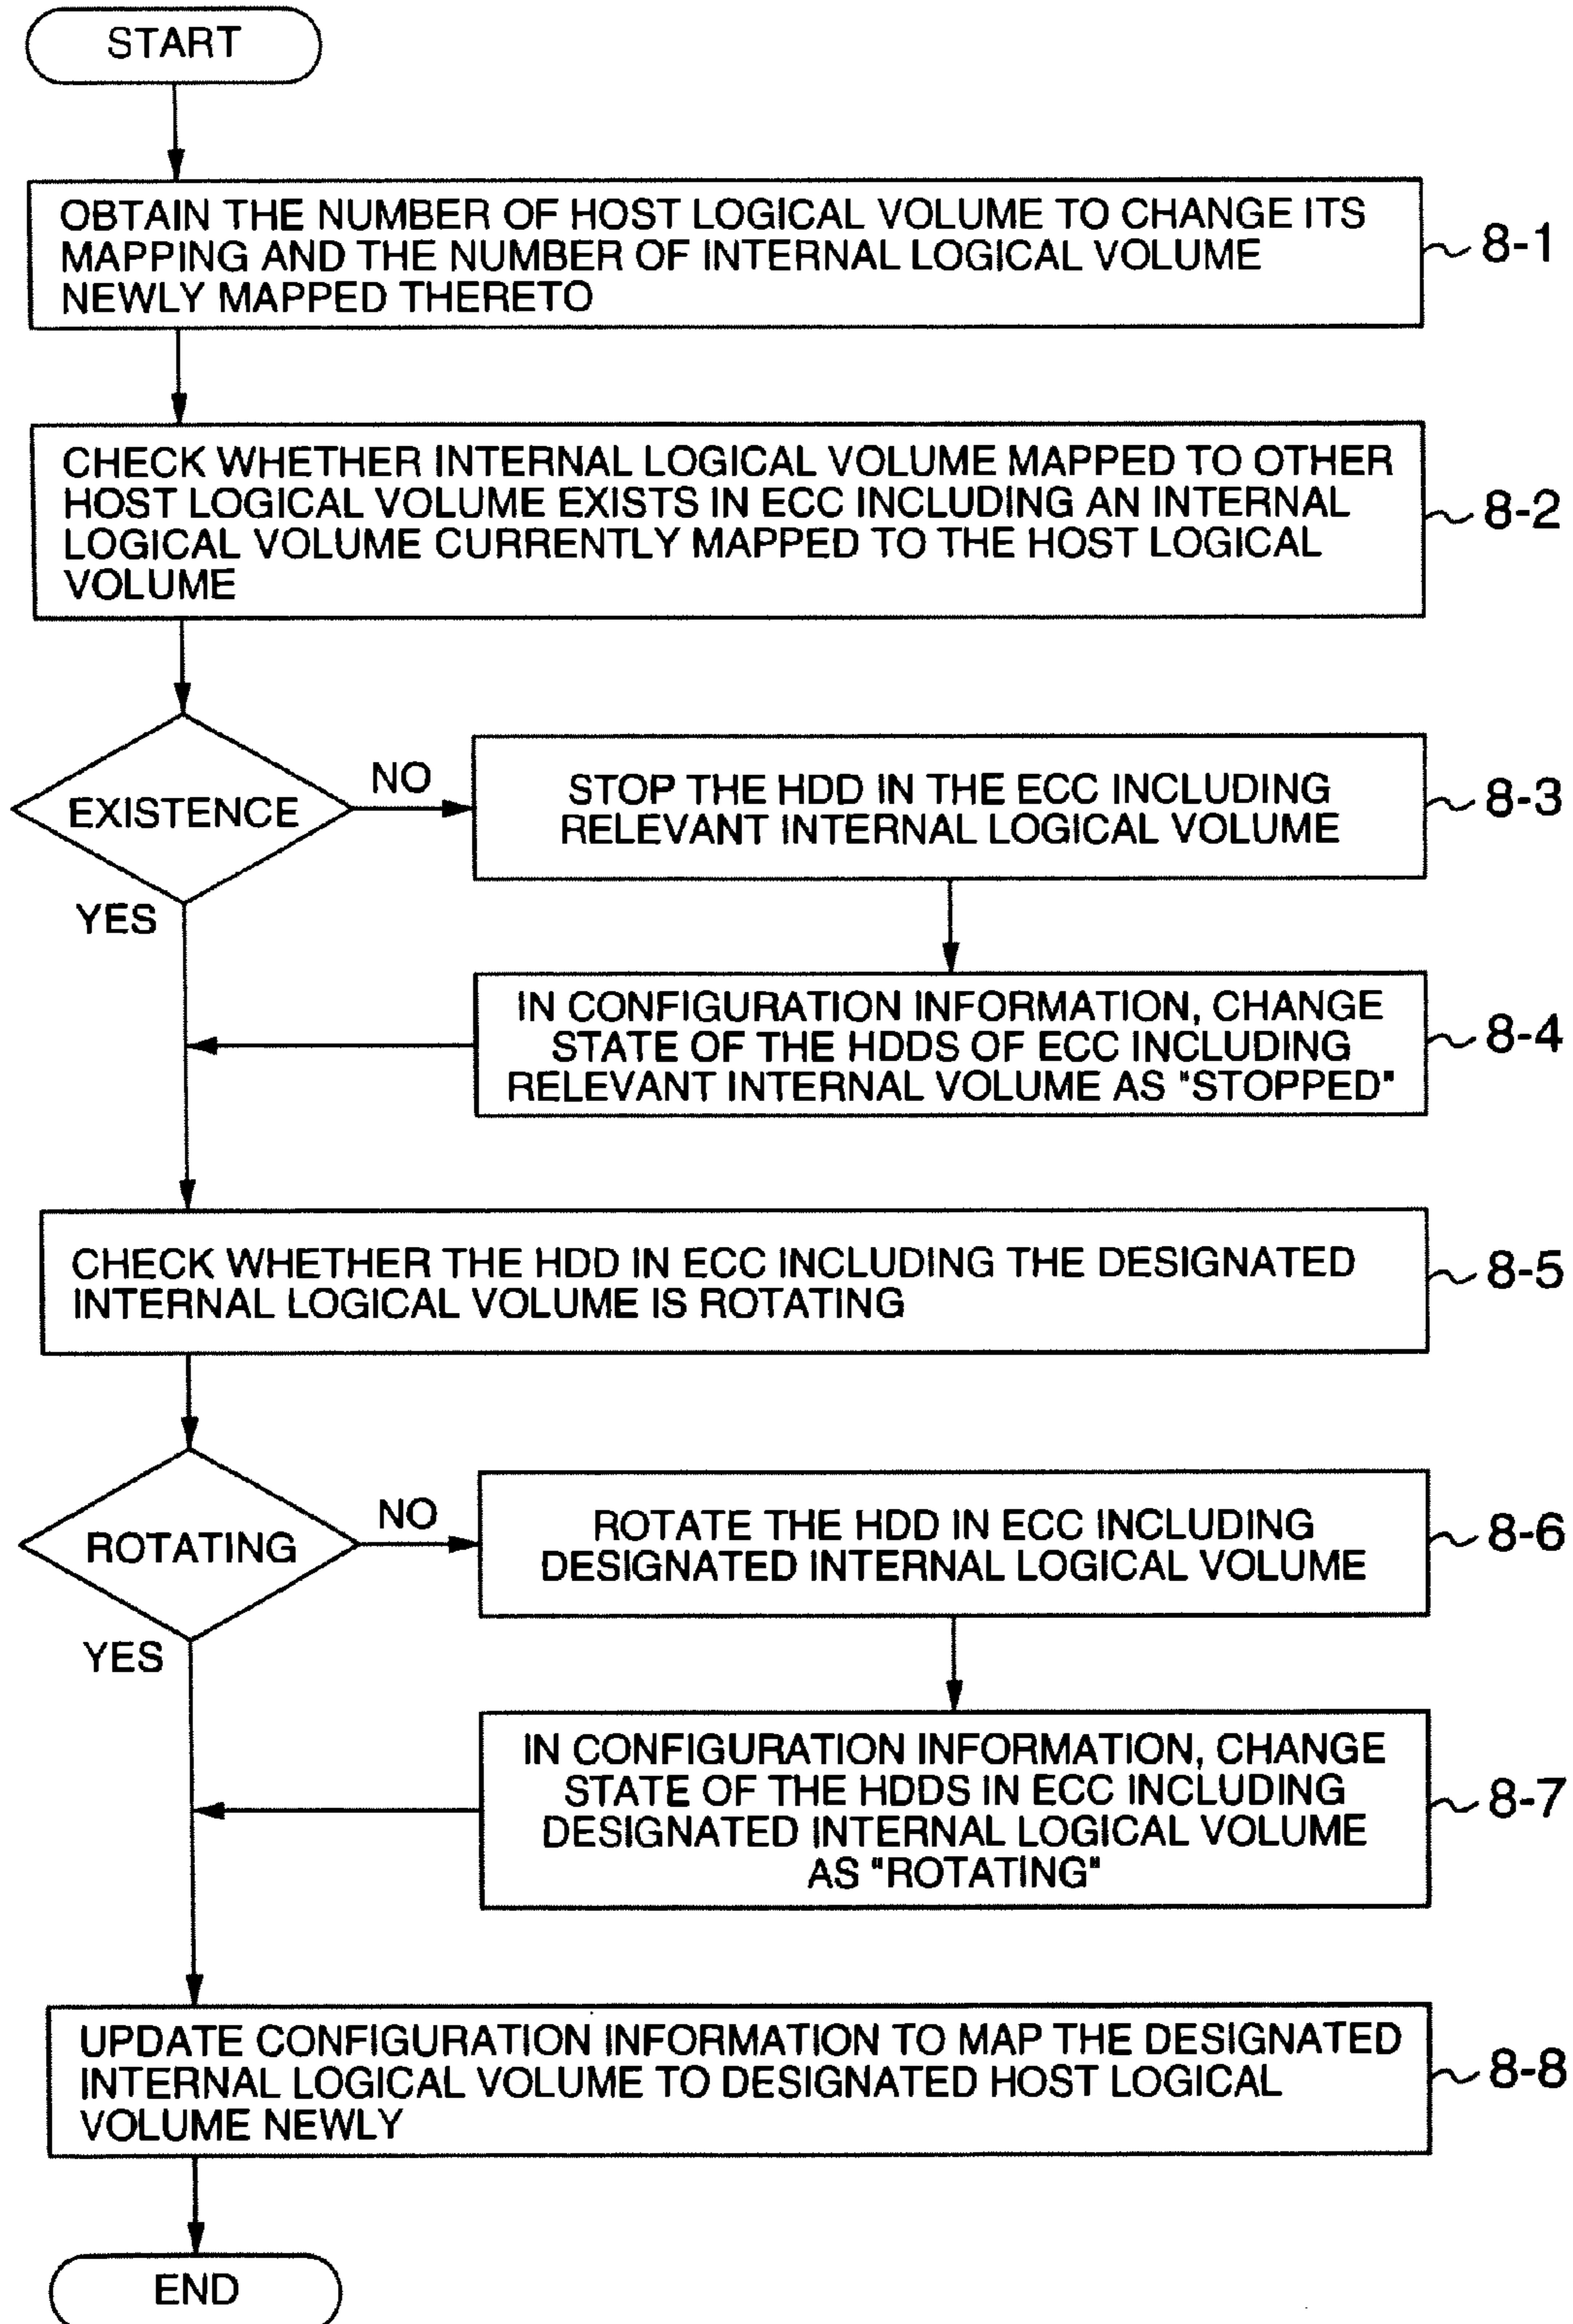 START
OBTAIN THE NUMBER OF HOST LOGICAL VOLUME TO CHANGE ITS
MAPPING AND THE NUMBER OF INTERNAL LOGICAL VOLUME
NEWLY MAPPED THERETO
8-1
CHECK WHETHER INTERNAL LOGICAL VOLUME MAPPED TO OTHER
HOST LOGICAL VOLUME EXISTS IN ECC INCLUDING AN INTERNAL
LOGICAL VOLUME CURRENTLY MAPPED TO THE HOST LOGICAL
VOLUME
8-2
EXISTENCE
NO
YES
STOP THE HDD IN THE ECC INCLUDING
RELEVANT INTERNAL LOGICAL VOLUME
8-3
IN CONFIGURATION INFORMATION, CHANGE
STATE OF THE HDDS OF ECC INCLUDING
RELEVANT INTERNAL VOLUME AS "STOPPED"
8-4
CHECK WHETHER THE HDD IN ECC INCLUDING THE DESIGNATED
INTERNAL LOGICAL VOLUME IS ROTATING
8-5
ROTATING
NO
YES
ROTATE THE HDD IN ECC INCLUDING
DESIGNATED INTERNAL LOGICAL VOLUME
8-6
IN CONFIGURATION INFORMATION, CHANGE
STATE OF THE HDDS IN ECC INCLUDING
DESIGNATED INTERNAL LOGICAL VOLUME
AS "ROTATING"
8-7
UPDATE CONFIGURATION INFORMATION TO MAP THE DESIGNATED
INTERNAL LOGICAL VOLUME TO DESIGNATED HOST LOGICAL
VOLUME NEWLY
8-8
END